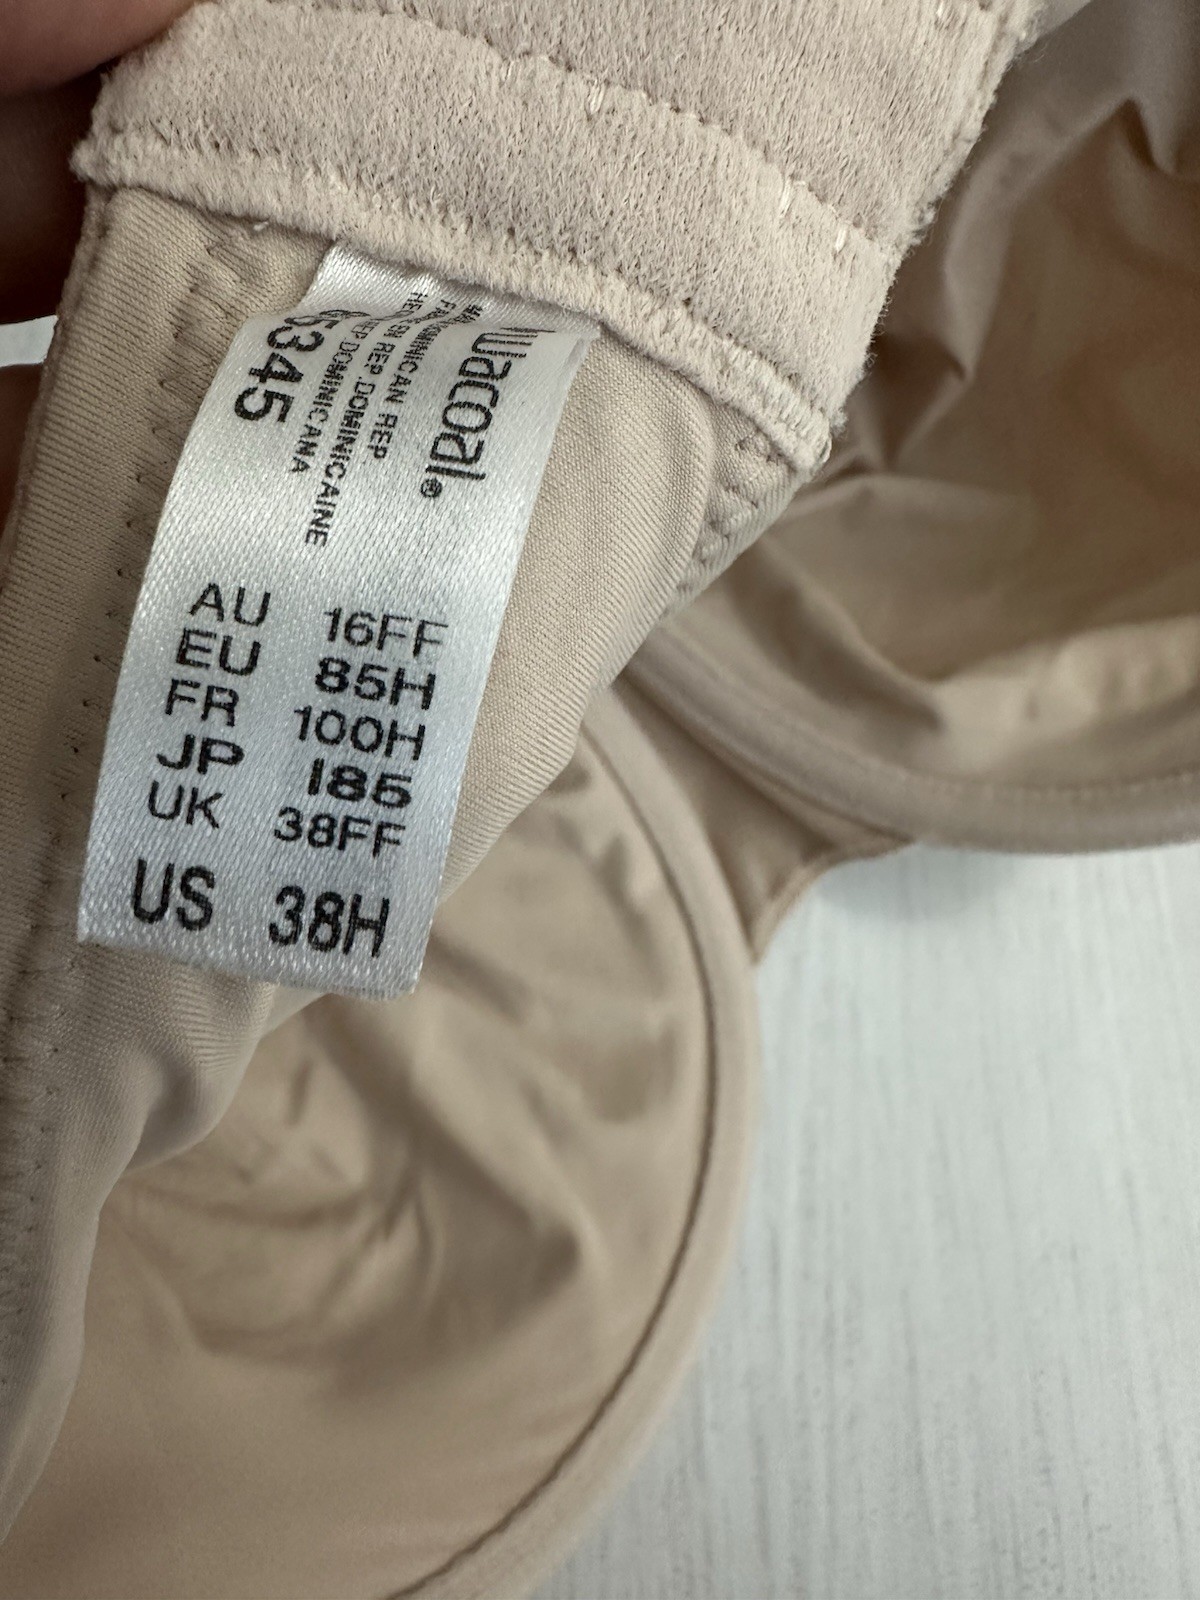 wacoal®
DOMINICAN REP.
REP. DOMINICAINE
REP DOMINICANA
AU 16FF
EU 85H
FR 100H
JP I85
UK 38FF
US 38H